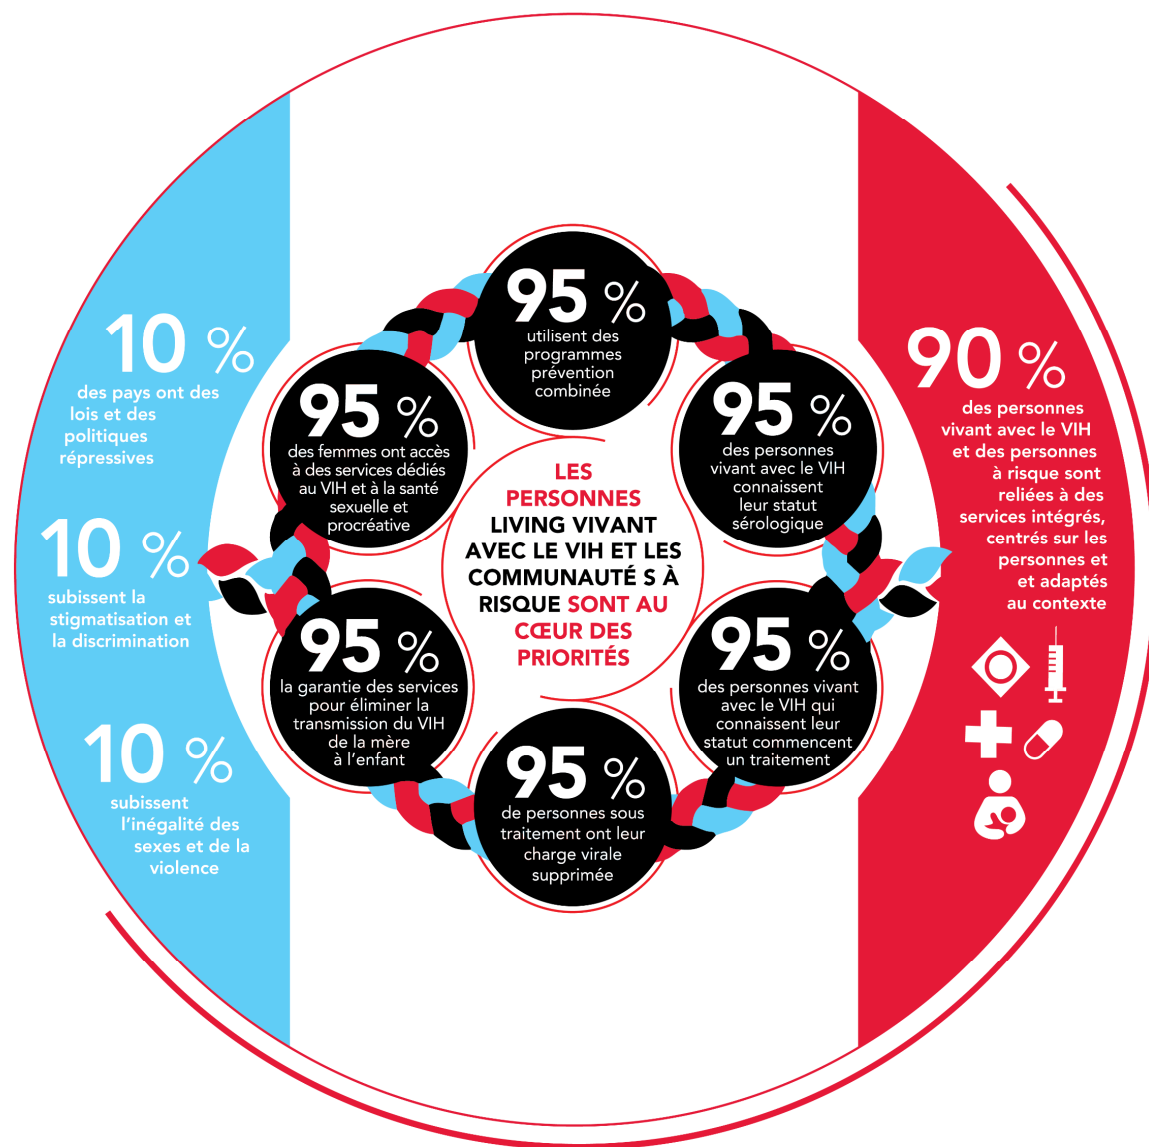 10 %
des pays ont des
lois et des
politiques
répressives
10 %
subissent la
stigmatisation et
la discrimination
10 %
subissent
l'inégalité des
sexes et de la
violence
95 %
utilisent des
programmes
prévention
combinée
95 %
des personnes
vivant avec le VIH
connaissent
leur statut
sérologique
95 %
des personnes vivant
avec le VIH qui
connaissent leur
statut commencent
un traitement
95 %
de personnes sous
traitement ont leur
charge virale
supprimée
95 %
la garantie des services
pour éliminer la
transmission du VIH
de la mère
à l'enfant
95 %
des femmes ont accès
à des services dédiés
au VIH et à la santé
sexuelle et
procréative
LES
PERSONNES
LIVING VIVANT
AVEC LE VIH ET LES
COMMUNAUTÉ S À
RISQUE SONT AU
CŒUR DES
PRIORITÉS
90 %
des personnes
vivant avec le VIH
et des personnes
à risque sont
reliées à des
services intégrés,
centrés sur les
personnes et
et adaptés
au contexte